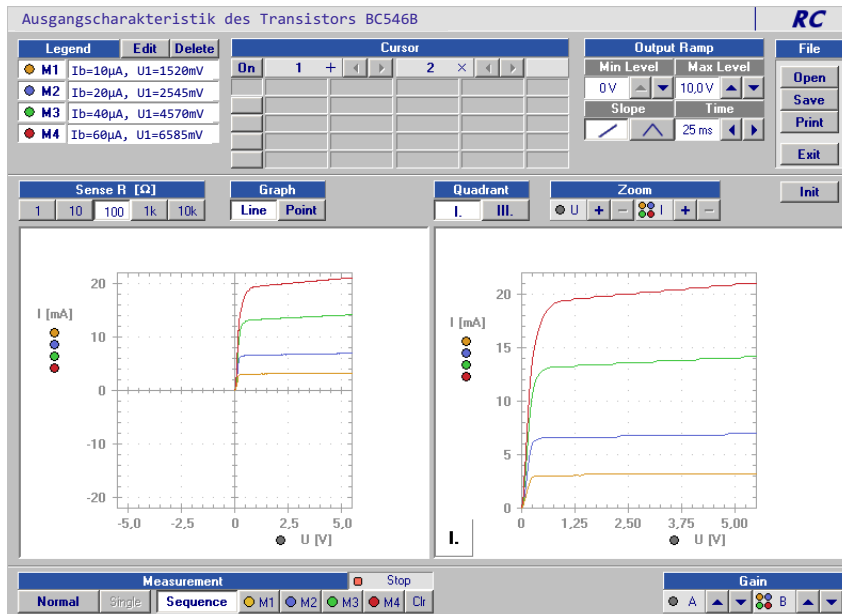 Ausgangscharakteristik des Transistors BC546B
RC
Legend Edit Delete
M1 Ib=10µA, U1=1520mV
M2 Ib=20µA, U1=2545mV
M3 Ib=40µA, U1=4570mV
M4 Ib=60µA, U1=6585mV
Cursor
On 1 + 2 ×
Output Ramp
Min Level Max Level
0 V 10,0 V
Slope Time
25 ms
File
Open
Save
Print
Exit
Init
Sense R [Ω]
1 10 100 1k 10k
Graph
Line Point
Quadrant
I. III.
Zoom
U + − I + −
I [mA]
20
10
0
-10
-20
-5,0 -2,5 0 2,5 5,0
U [V]
I [mA]
20
15
10
5
0
0 1,25 2,50 3,75 5,00
U [V]
I.
Measurement Stop
Normal Single Sequence M1 M2 M3 M4 Clr
Gain
A B